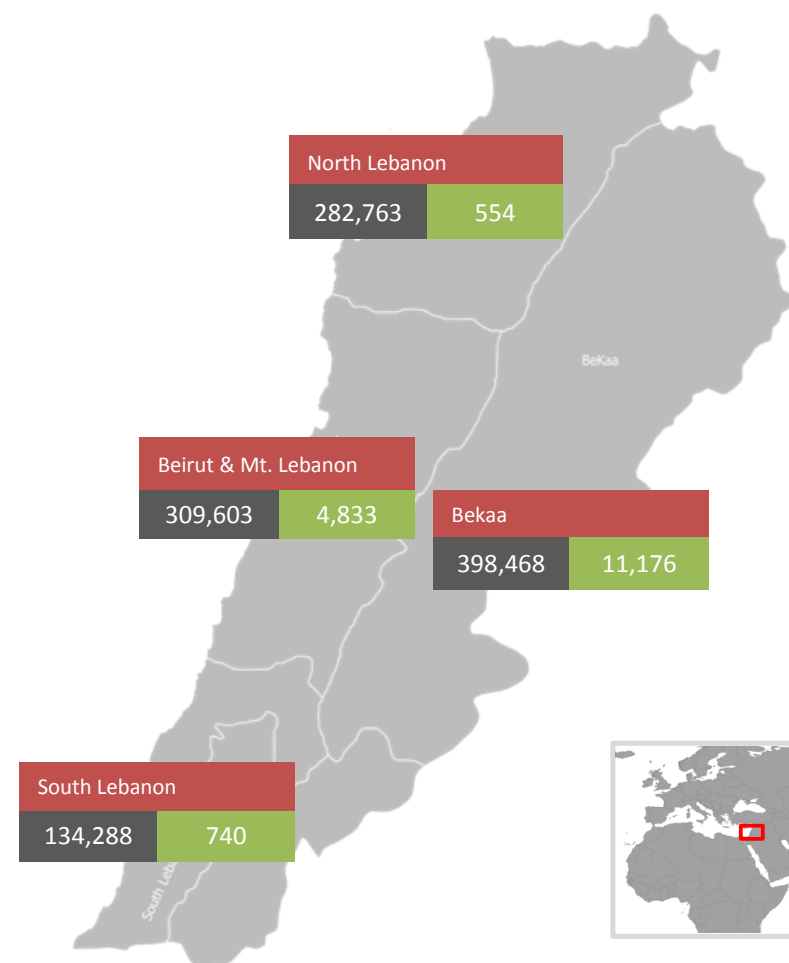 North Lebanon
282,763 554
BeKaa
Beirut & Mt. Lebanon
309,603 4,833
Bekaa
398,468 11,176
South Lebanon
134,288 740
South